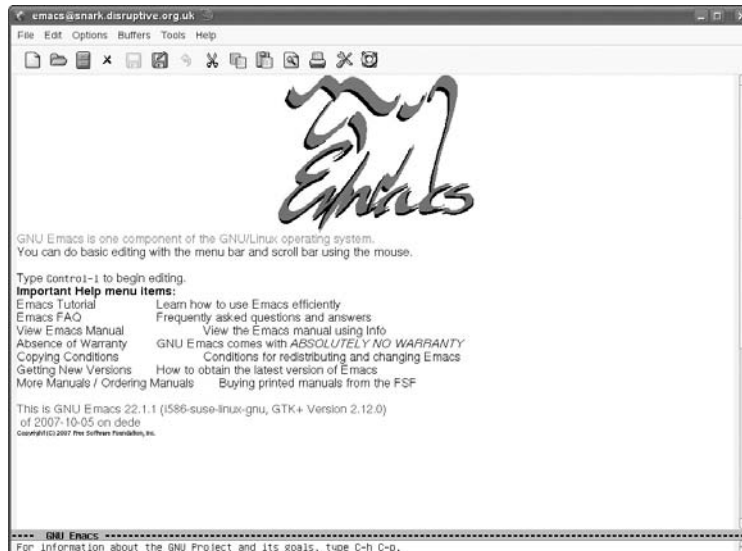 emacs@snark.disruptive.org.uk
File Edit Options Buffers Tools Help
Emacs
GNU Emacs is one component of the GNU/Linux operating system.
You can do basic editing with the menu bar and scroll bar using the mouse.
Type Control-l to begin editing.
Important Help menu items:
Emacs Tutorial Learn how to use Emacs efficiently
Emacs FAQ Frequently asked questions and answers
View Emacs Manual View the Emacs manual using Info
Absence of Warranty GNU Emacs comes with ABSOLUTELY NO WARRANTY
Copying Conditions Conditions for redistributing and changing Emacs
Getting New Versions How to obtain the latest version of Emacs
More Manuals / Ordering Manuals Buying printed manuals from the FSF
This is GNU Emacs 22.1.1 (i586-suse-linux-gnu, GTK+ Version 2.12.0)
of 2007-10-05 on dede
Copyright (C) 2007 Free Software Foundation, Inc.
---- GNU Emacs ----
For information about the GNU Project and its goals, type C-h C-p.